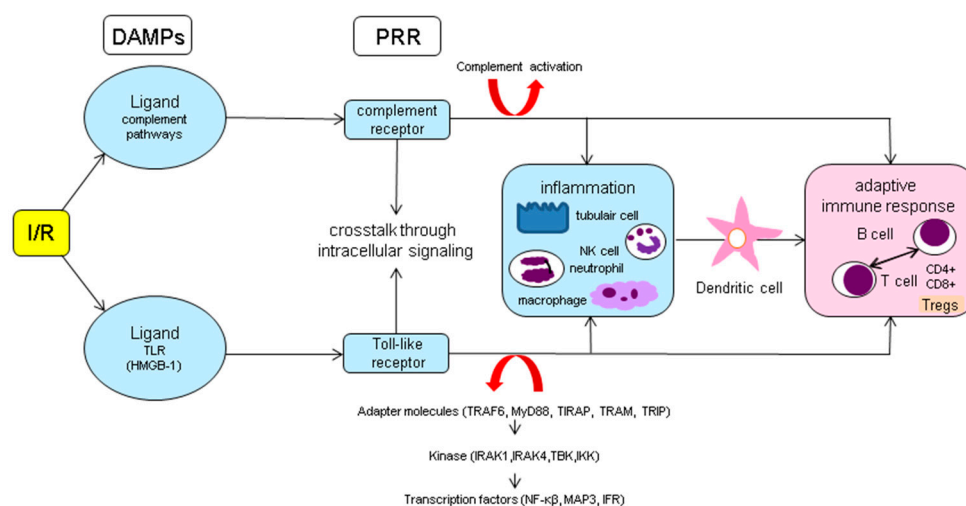 DAMPs
PRR
Complement activation
Ligand
complement
pathways
complement
receptor
I/R
crosstalk through
intracellular signaling
inflammation
tubulair cell
NK cell
neutrophil
macrophage
Dendritic cell
adaptive
immune response
B cell
T cell
CD4+
CD8+
Tregs
Ligand
TLR
(HMGB-1)
Toll-like
receptor
Adapter molecules (TRAF6, MyD88, TIRAP, TRAM, TRIP)
Kinase (IRAK1,IRAK4,TBK,IKK)
Transcription factors (NF-κβ, MAP3, IFR)